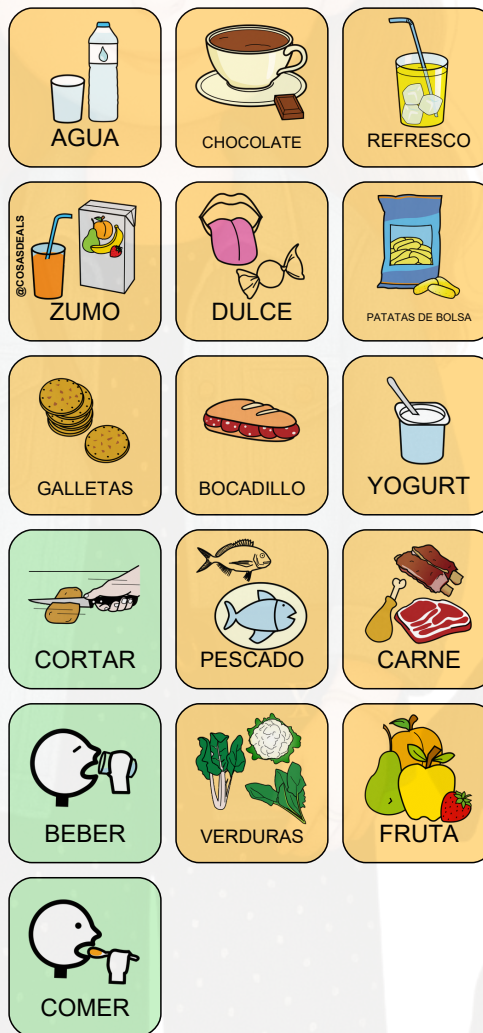 AGUA
CHOCOLATE
REFRESCO
@COSASDEALS
ZUMO
DULCE
PATATAS DE BOLSA
GALLETAS
BOCADILLO
YOGURT
CORTAR
PESCADO
CARNE
BEBER
VERDURAS
FRUTA
COMER